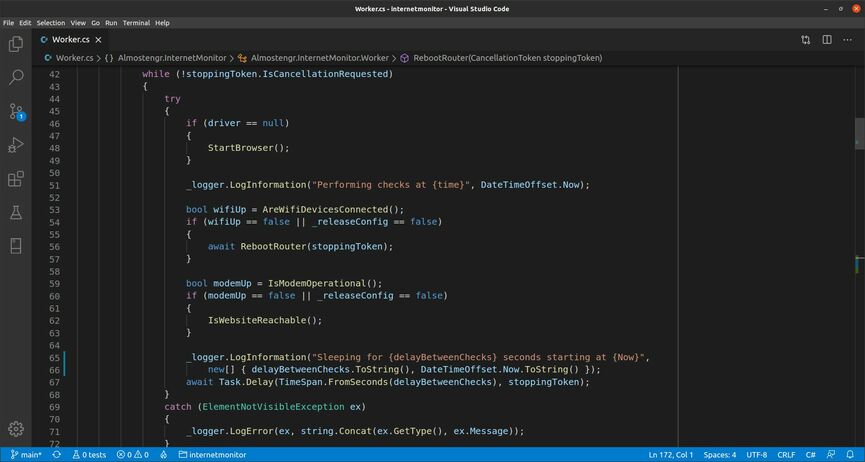 Worker.cs - internetmonitor - Visual Studio Code
File Edit Selection View Go Run Terminal Help
Worker.cs
Worker.cs > {} Almostengr.InternetMonitor > Almostengr.InternetMonitor.Worker > RebootRouter(CancellationToken stoppingToken)
42 while (!stoppingToken.IsCancellationRequested)
43 {
44 try
45 {
46 if (driver == null)
47 {
48 StartBrowser();
49 }
50
51 _logger.LogInformation("Performing checks at {time}", DateTimeOffset.Now);
52
53 bool wifiUp = AreWifiDevicesConnected();
54 if (wifiUp == false || _releaseConfig == false)
55 {
56 await RebootRouter(stoppingToken);
57 }
58
59 bool modemUp = IsModemOperational();
60 if (modemUp == false || _releaseConfig == false)
61 {
62 IsWebsiteReachable();
63 }
64
65 _logger.LogInformation("Sleeping for {delayBetweenChecks} seconds starting at {Now}",
66 new[] { delayBetweenChecks.ToString(), DateTimeOffset.Now.ToString() });
67 await Task.Delay(TimeSpan.FromSeconds(delayBetweenChecks), stoppingToken);
68 }
69 catch (ElementNotVisibleException ex)
70 {
71 _logger.LogError(ex, string.Concat(ex.GetType(), ex.Message));
72 }
1
main* 0 tests 0 0 internetmonitor Ln 172, Col 1 Spaces: 4 UTF-8 CRLF C#